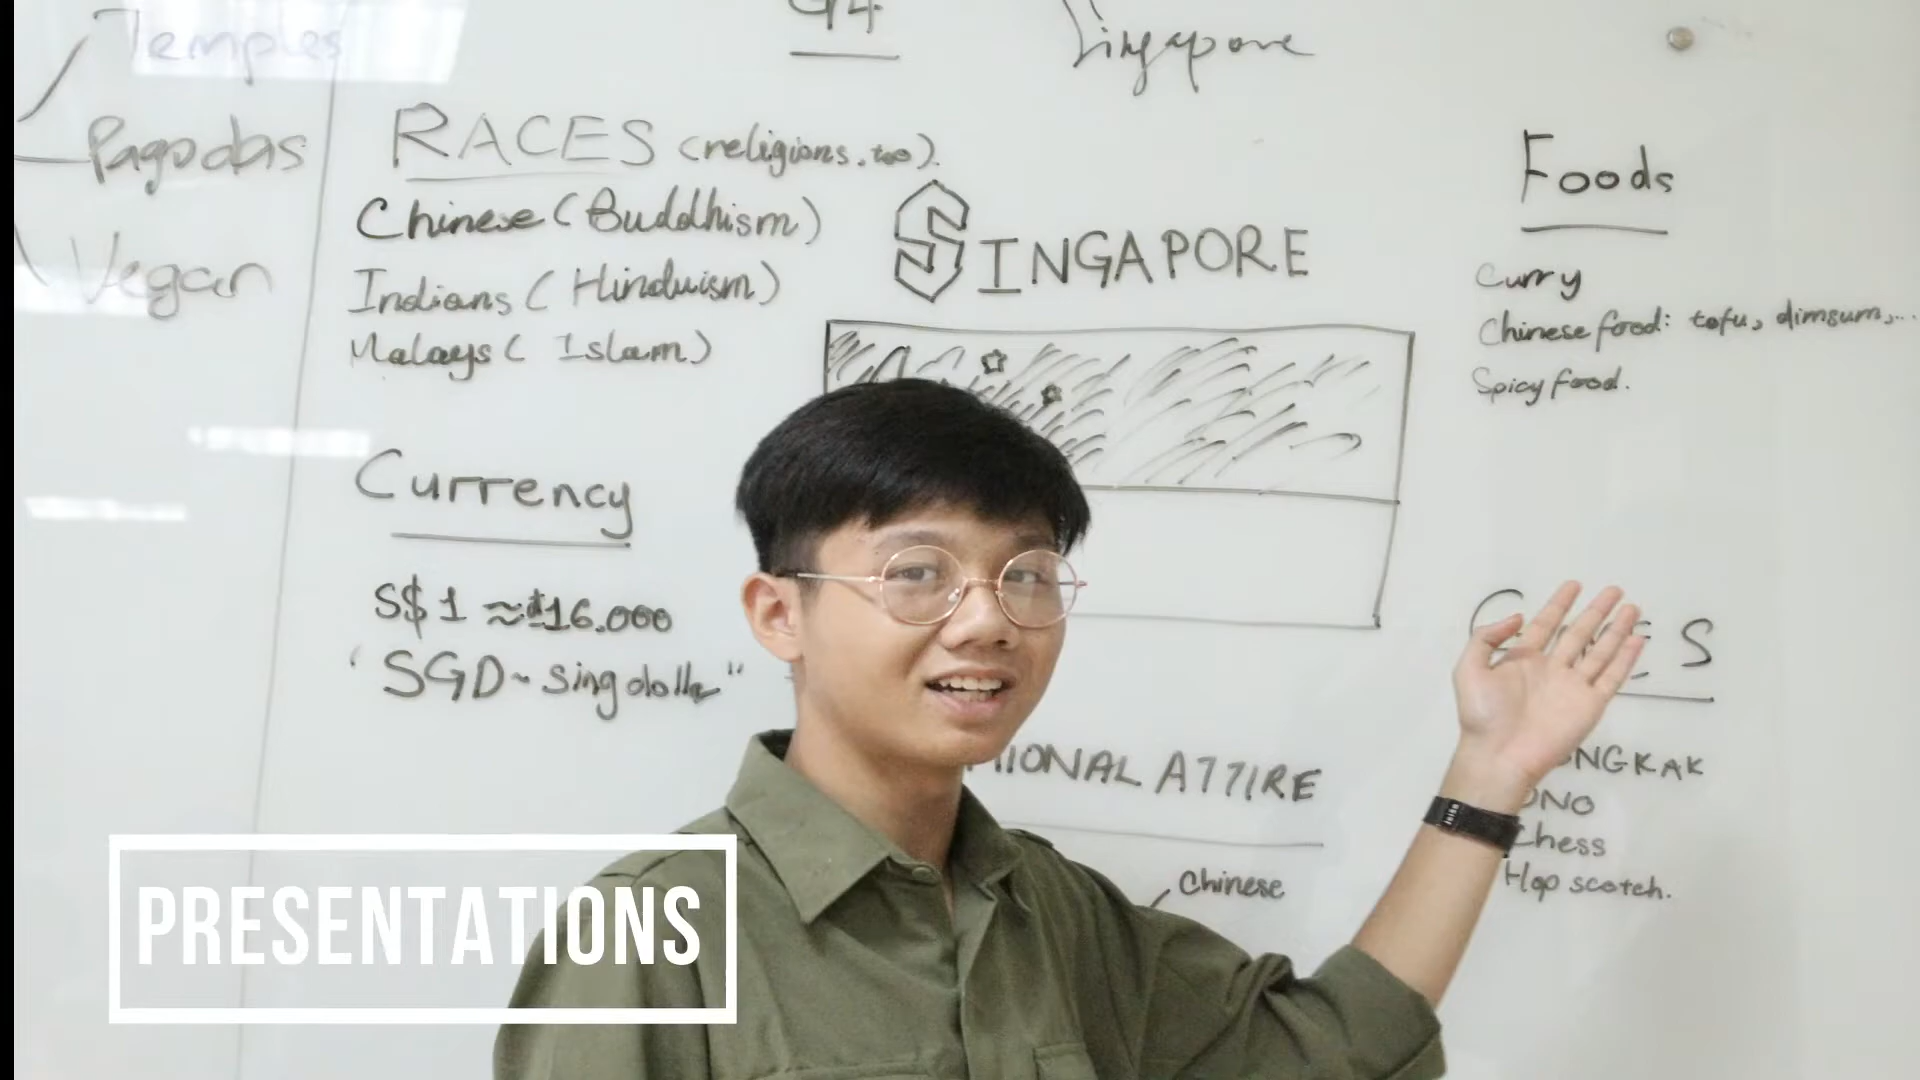 Temples
Pagodas
Vegan
Singapore
RACES (religions.too).
Chinese (Buddhism)
Indians ( Hinduism)
Malays ( Islam)
Currency
S$ 1 ≈ ₫16.000
"SGD ~ Sing dollar"
SINGAPORE
Foods
Curry
Chinese food: tofu, dimsum,...
Spicy food.
IONAL ATTIRE
Chinese
S
NGKAK
ONO
Chess
Hop scotch.
PRESENTATIONS